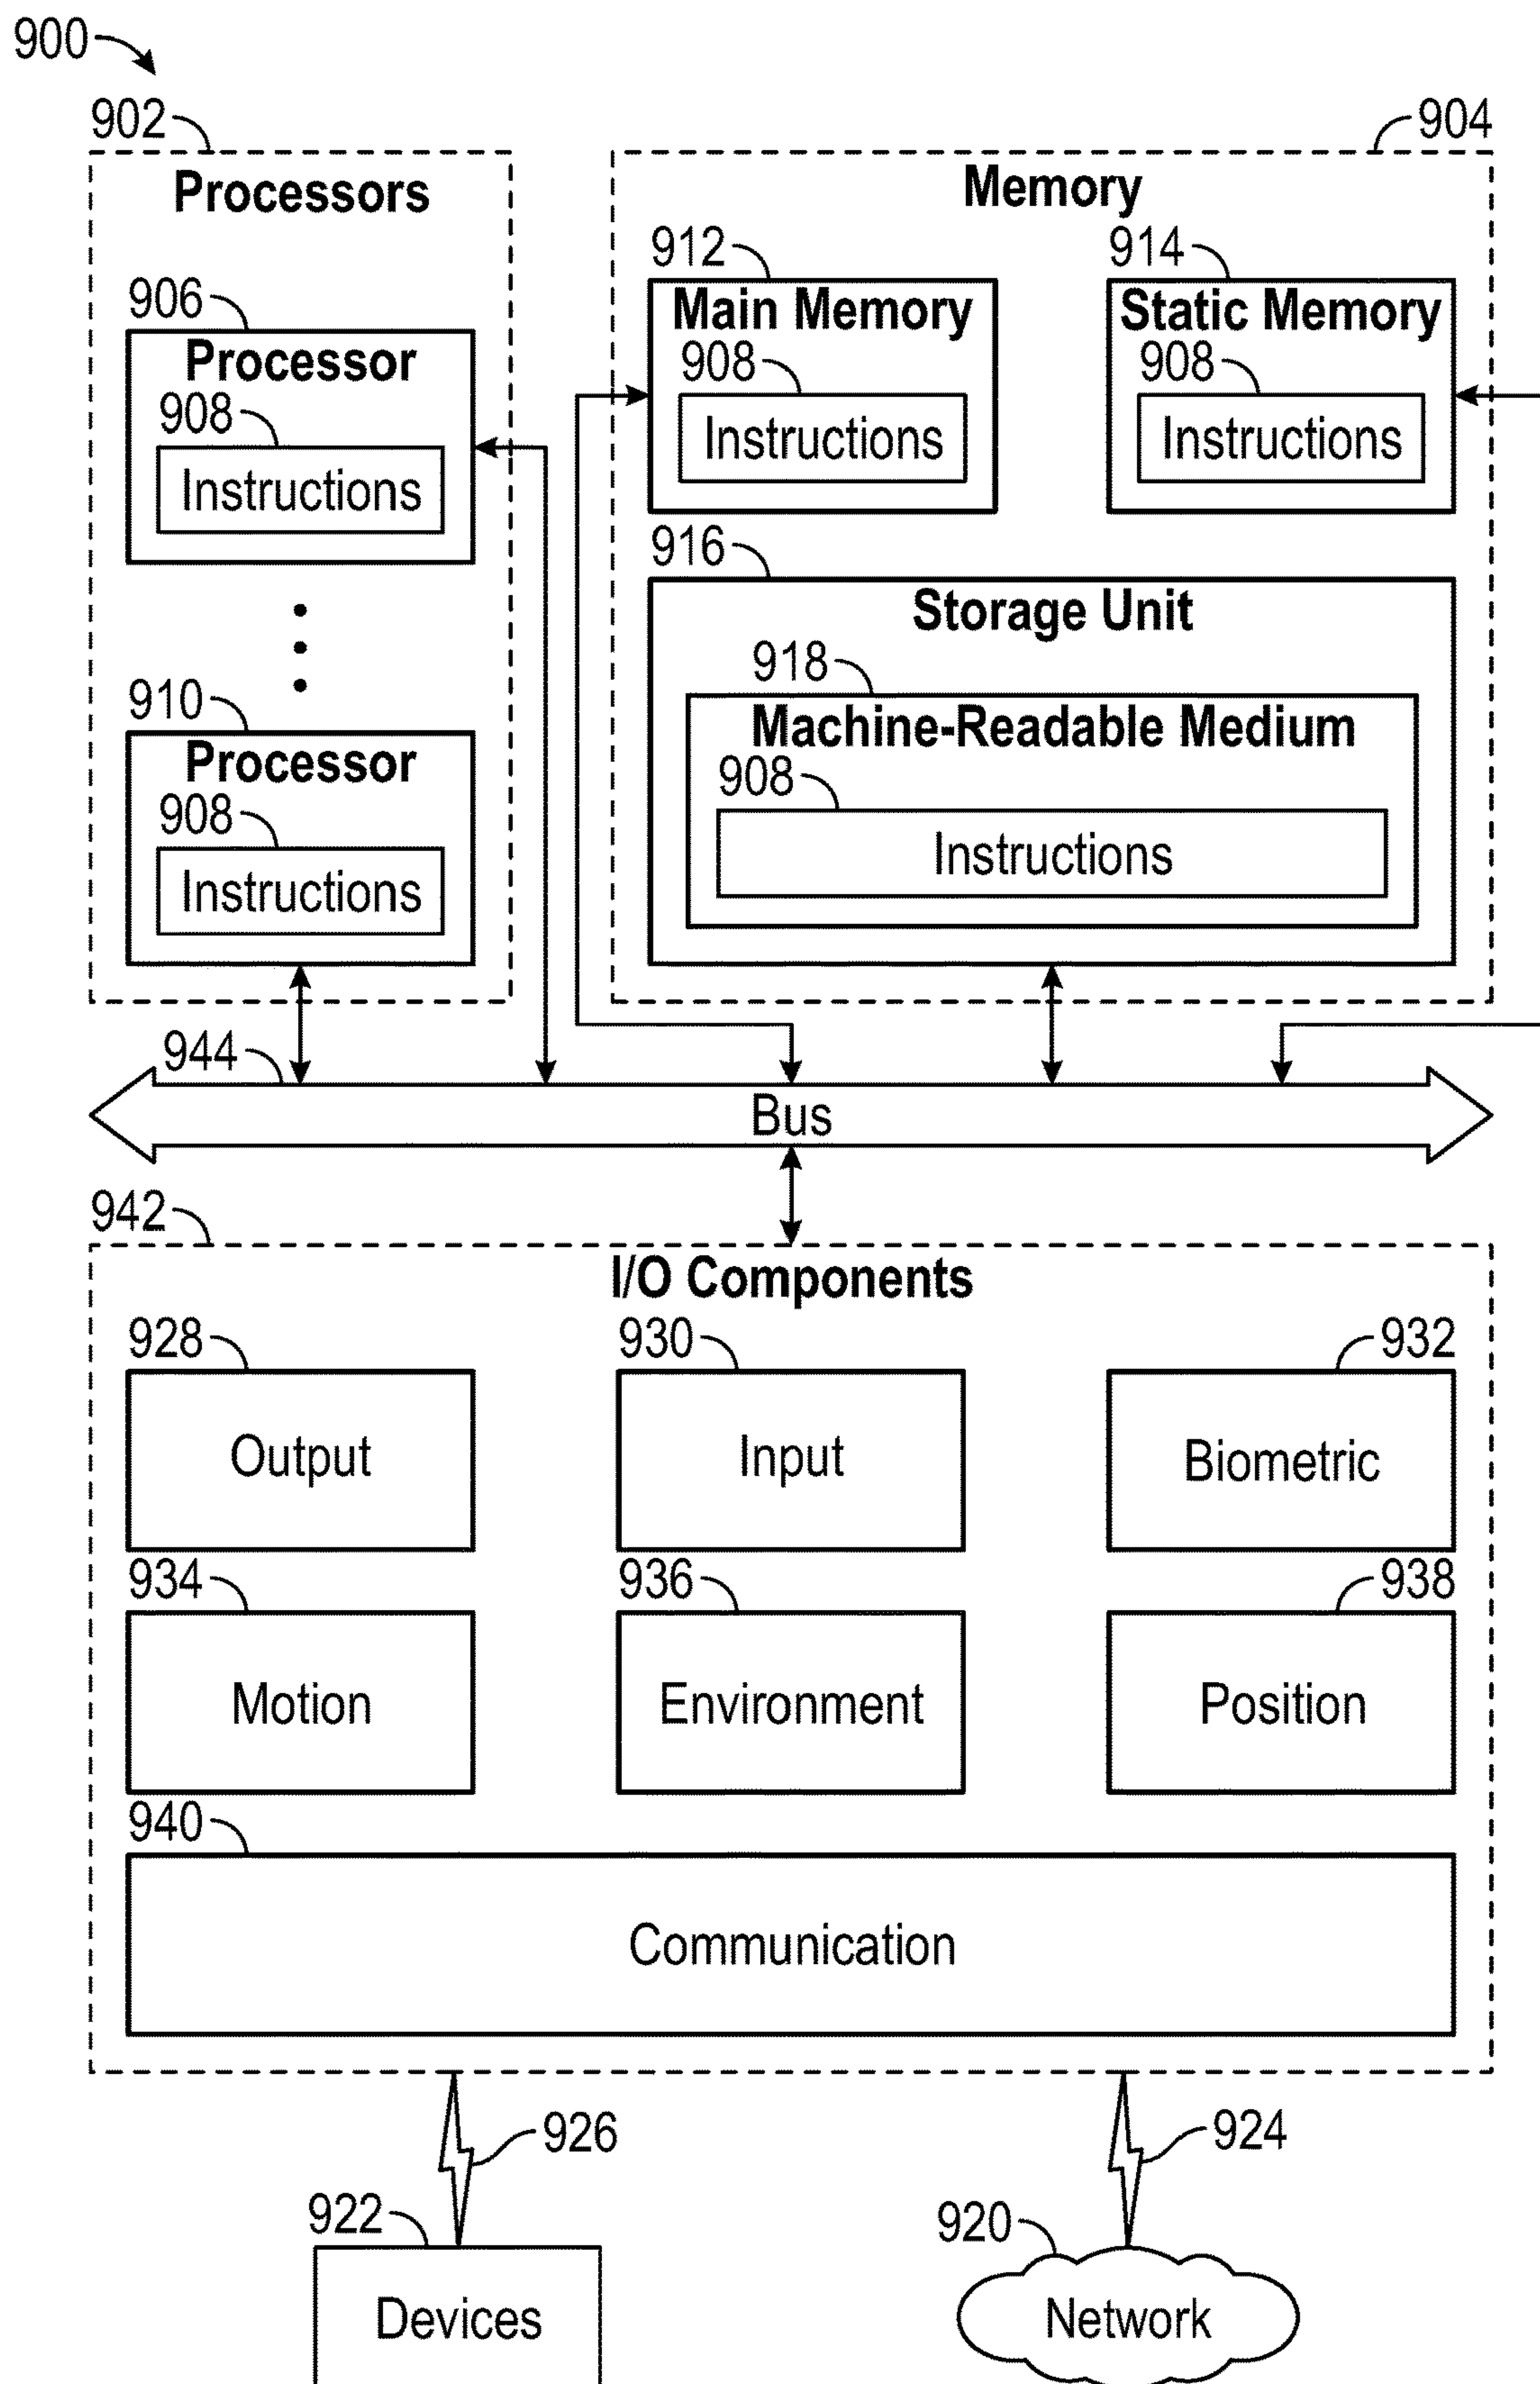 900
902
904
Processors
Memory
912
914
906
Main Memory
Static Memory
Processor
908
908
908
Instructions
Instructions
Instructions
916
Storage Unit
918
910
Machine-Readable Medium
Processor
908
908
Instructions
Instructions
944
Bus
942
I/O Components
928
930
932
Output
Input
Biometric
934
936
938
Motion
Environment
Position
940
Communication
926
924
922
920
Devices
Network